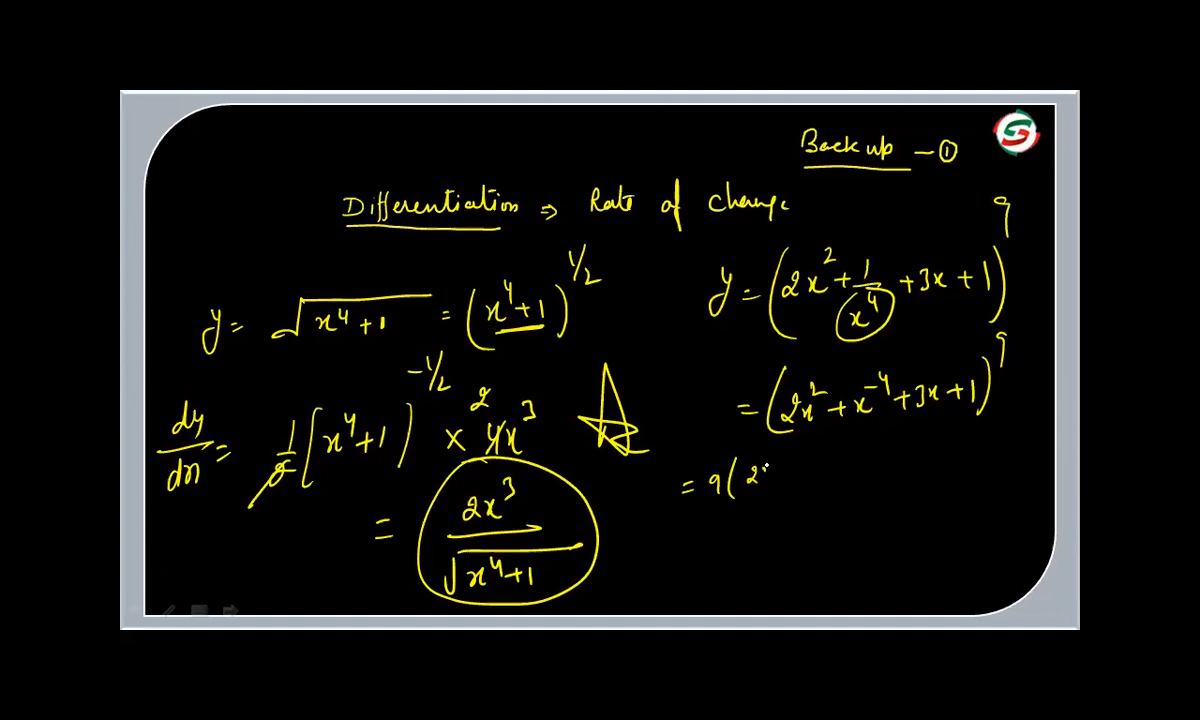 Back up - ①
Differentiation ⇒ Rate of change
y = √(x⁴+1) = (x⁴+1)^1/2
dy/dx = 1/2 (x⁴+1)^-1/2 × 4x³ 2
= 2x³/√(x⁴+1)
y = (2x² + 1/x⁴ + 3x + 1)⁹
= (2x² + x⁻⁴ + 3x + 1)⁹
= 9(2